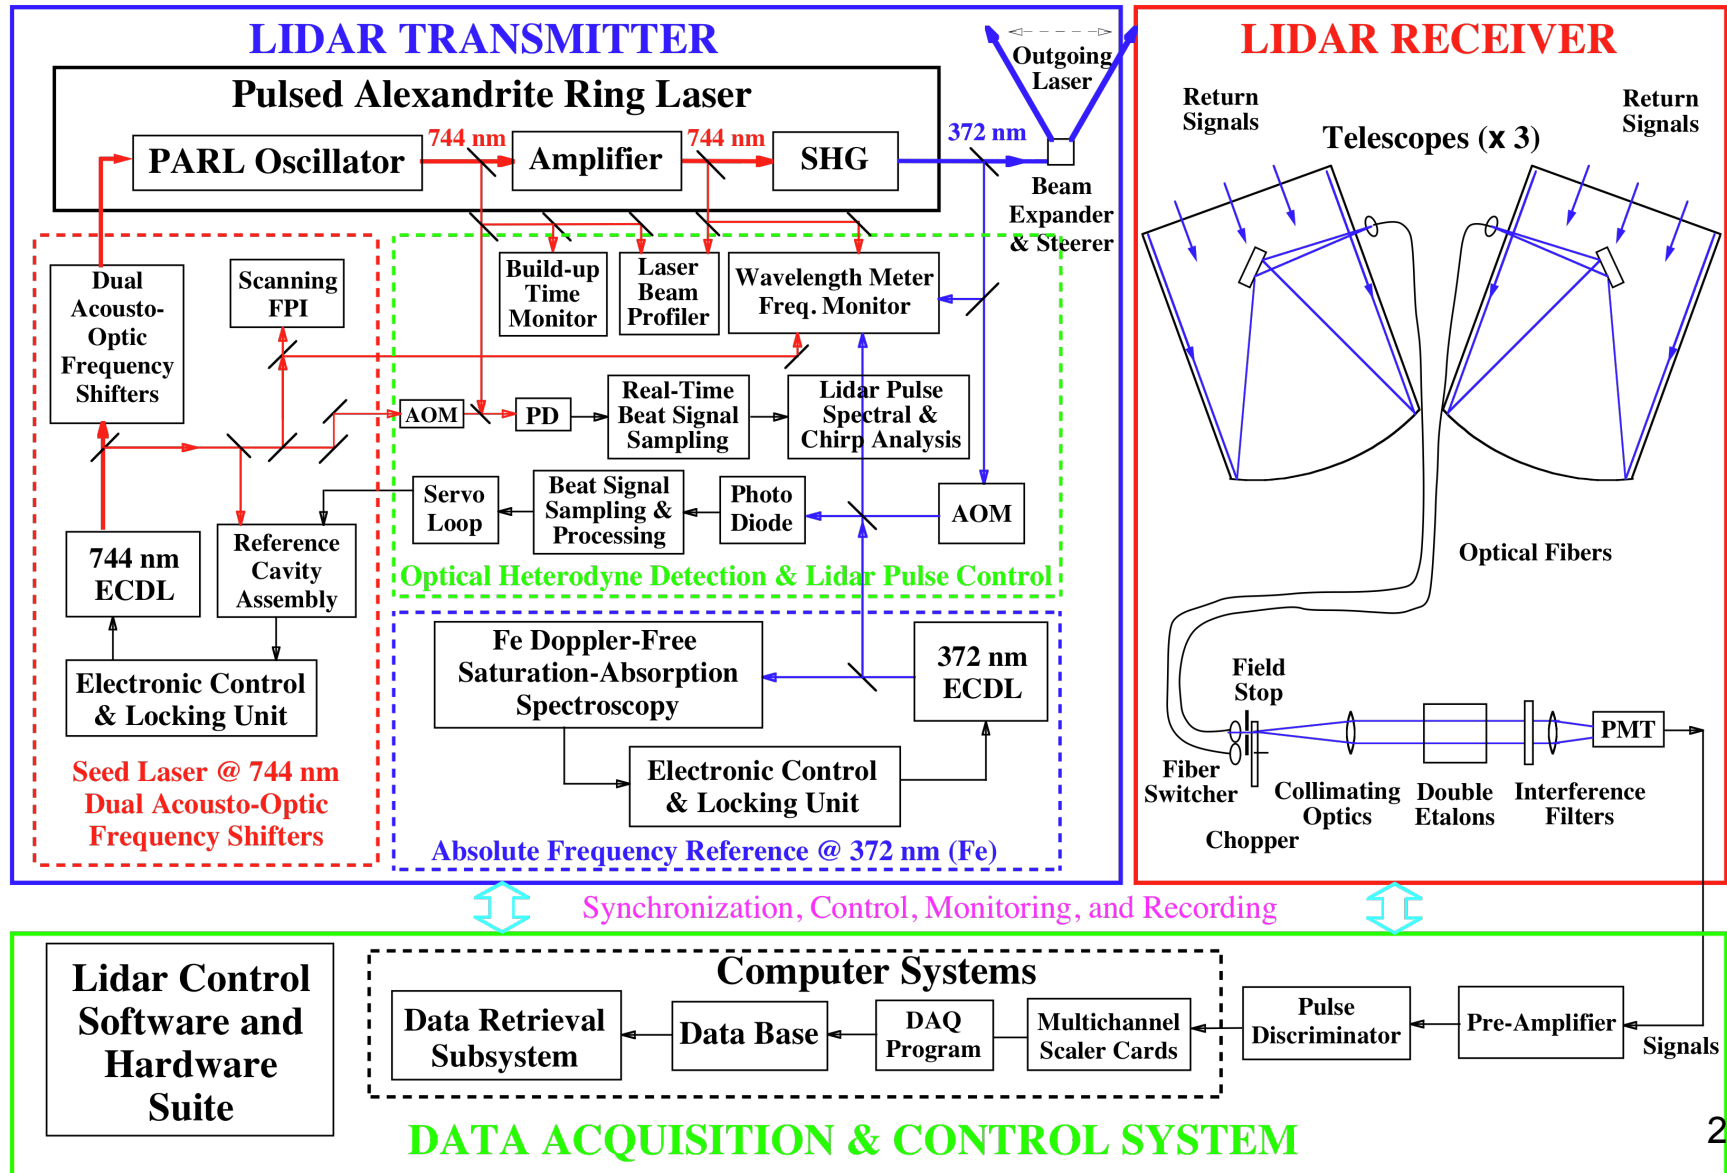 LIDAR TRANSMITTER
Pulsed Alexandrite Ring Laser
PARL Oscillator
744 nm
Amplifier
744 nm
SHG
372 nm
Outgoing
Laser
Beam
Expander
& Steerer
Dual
Acousto-
Optic
Frequency
Shifters
Scanning
FPI
Build-up
Time
Monitor
Laser
Beam
Profiler
Wavelength Meter
Freq. Monitor
AOM
PD
Real-Time
Beat Signal
Sampling
Lidar Pulse
Spectral &
Chirp Analysis
Servo
Loop
Beat Signal
Sampling &
Processing
Photo
Diode
AOM
Optical Heterodyne Detection & Lidar Pulse Control
744 nm
ECDL
Reference
Cavity
Assembly
Electronic Control
& Locking Unit
Seed Laser @ 744 nm
Dual Acousto-Optic
Frequency Shifters
Fe Doppler-Free
Saturation-Absorption
Spectroscopy
372 nm
ECDL
Electronic Control
& Locking Unit
Absolute Frequency Reference @ 372 nm (Fe)
LIDAR RECEIVER
Return
Signals
Telescopes (x 3)
Return
Signals
Optical Fibers
Field
Stop
PMT
Fiber
Switcher
Chopper
Collimating
Optics
Double
Etalons
Interference
Filters
Synchronization, Control, Monitoring, and Recording
Lidar Control
Software and
Hardware
Suite
Computer Systems
Data Retrieval
Subsystem
Data Base
DAQ
Program
Multichannel
Scaler Cards
Pulse
Discriminator
Pre-Amplifier
Signals
DATA ACQUISITION & CONTROL SYSTEM
2